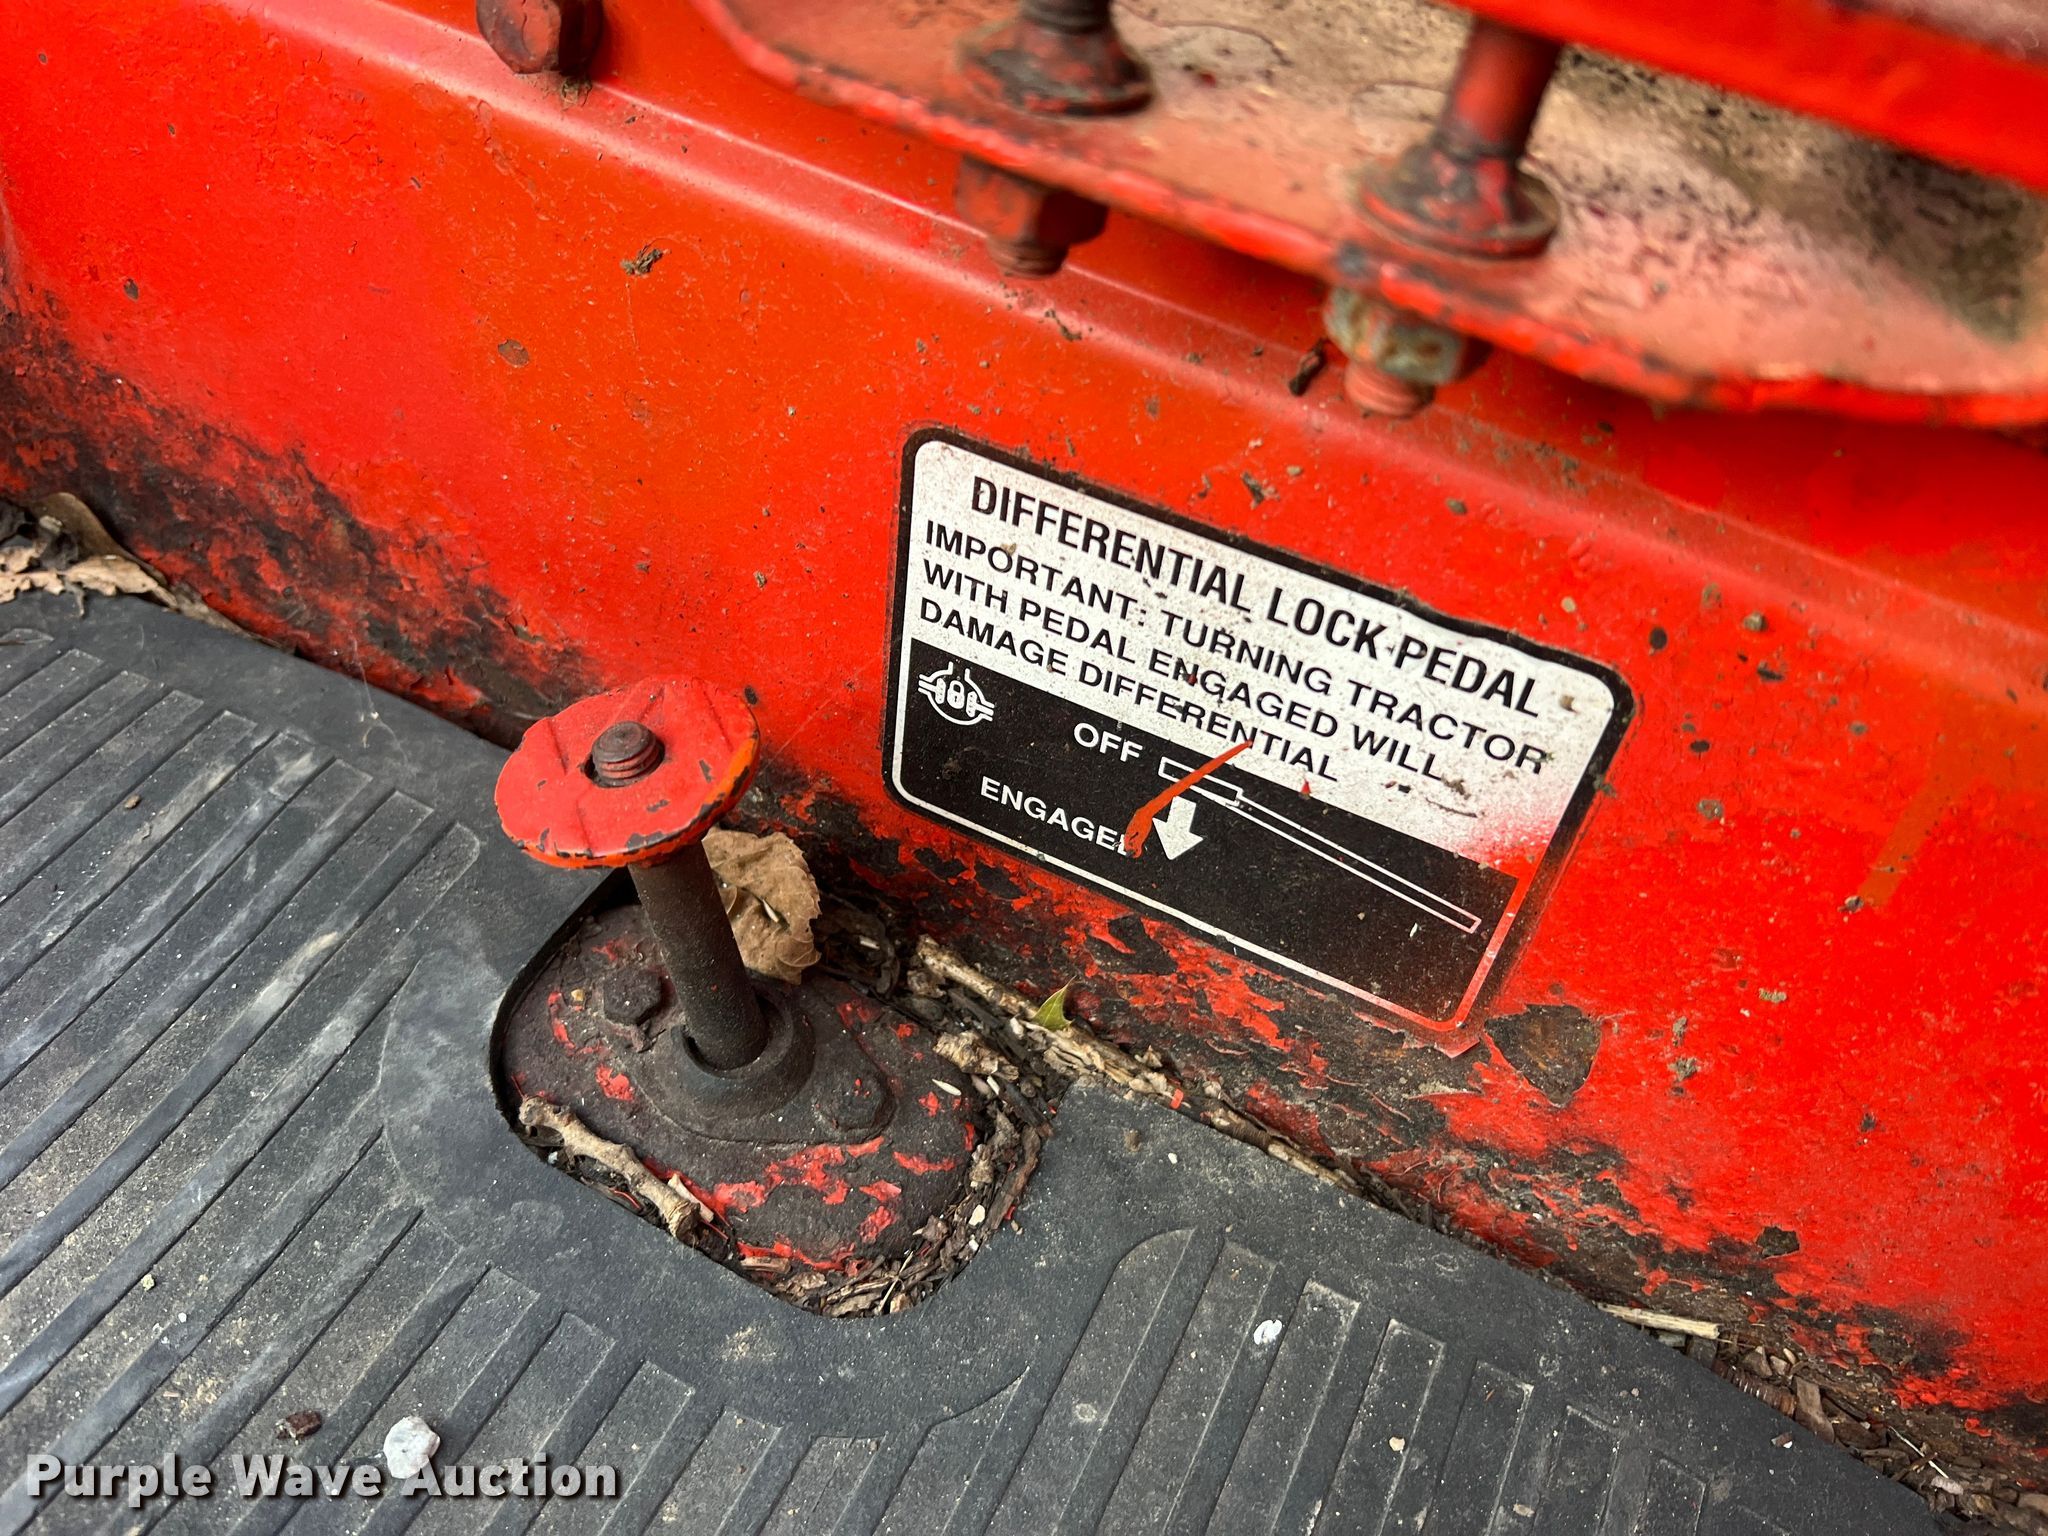 DIFFERENTIAL LOCK PEDAL
IMPORTANT: TURNING TRACTOR
WITH PEDAL ENGAGED WILL
DAMAGE DIFFERENTIAL
OFF
ENGAGED
Purple Wave Auction